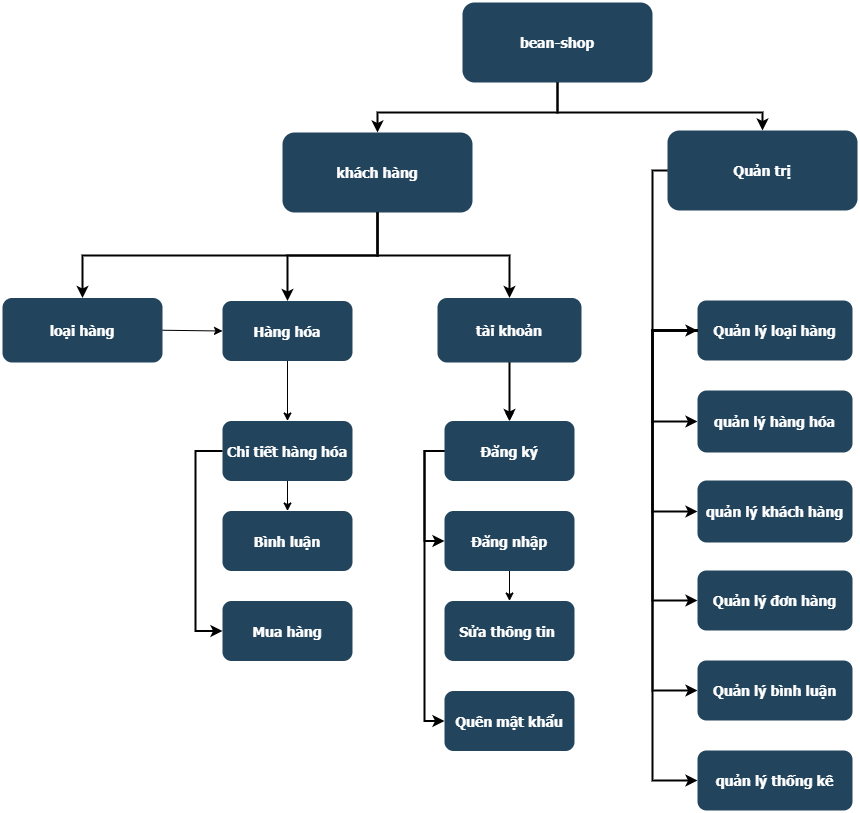 bean-shop
khách hàng
Quản trị
loại hàng
Hàng hóa
tài khoản
Quản lý loại hàng
quản lý hàng hóa
Chi tiết hàng hóa
Đăng ký
quản lý khách hàng
Bình luận
Đăng nhập
Quản lý đơn hàng
Mua hàng
Sửa thông tin
Quản lý bình luận
Quên mật khẩu
quản lý thống kê